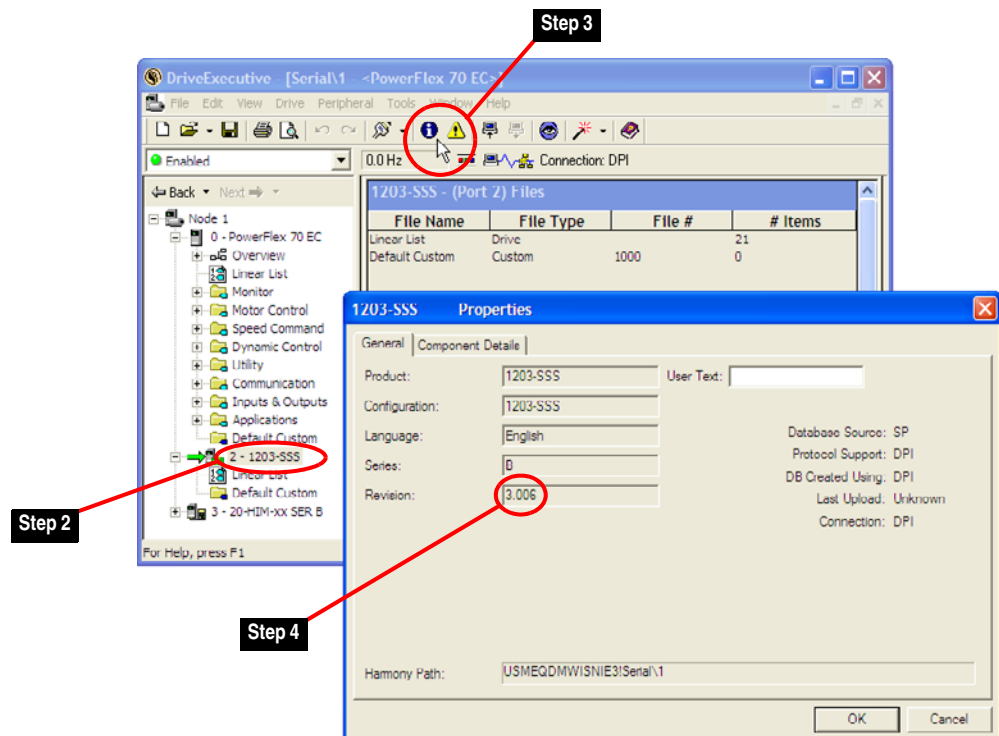 Step 3
DriveExecutive - [Serial\1 - <PowerFlex 70 EC>]
File Edit View Drive Peripheral Tools Window Help
Enabled
0.0 Hz
Connection: DPI
Back Next
1203-SSS - (Port 2) Files
File Name File Type File # # Items
Linear List Drive 21
Default Custom Custom 1000 0
Node 1
0 - PowerFlex 70 EC
Overview
Linear List
Monitor
Motor Control
Speed Command
Dynamic Control
Utility
Communication
Inputs & Outputs
Applications
Default Custom
2 - 1203-SSS
Linear List
Default Custom
3 - 20-HIM-xx SER B
Step 2
For Help, press F1
1203-SSS Properties
General Component Details
Product: 1203-SSS User Text:
Configuration: 1203-SSS
Language: English Database Source: SP
Protocol Support: DPI
Series: B
DB Created Using: DPI
Revision: 3.006 Last Upload: Unknown
Connection: DPI
Step 4
Harmony Path: USMEQDMWISNIE3!Serial\1
OK Cancel